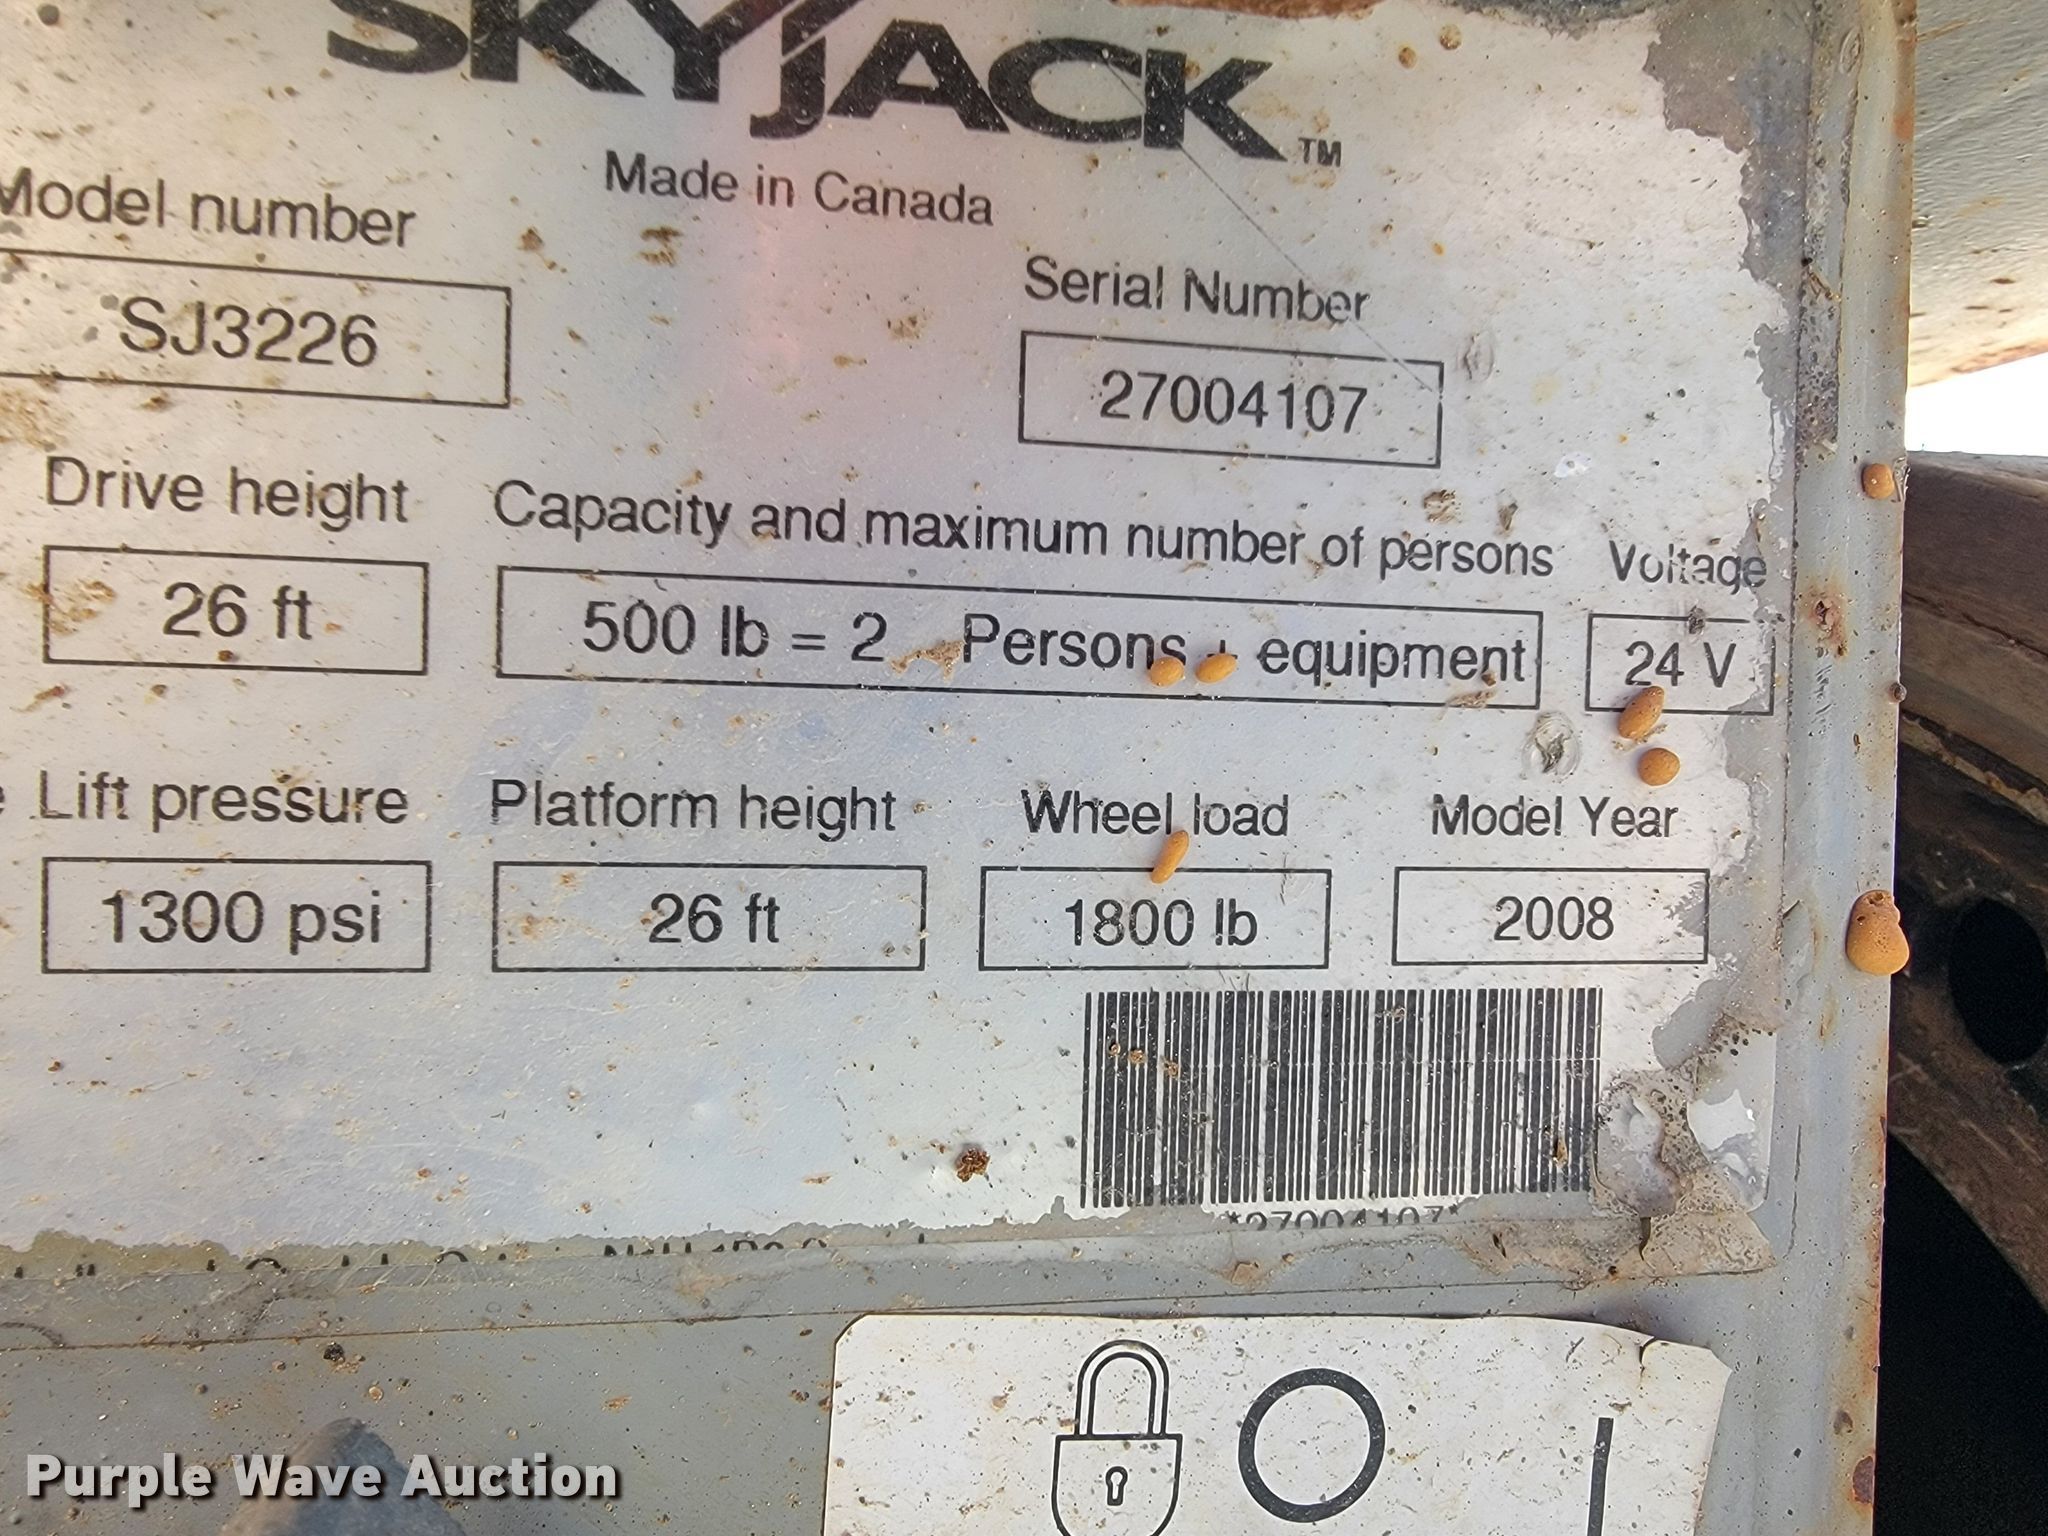 SKYJACK™
Made in Canada
Model number
SJ3226
Serial Number
27004107
Drive height
26 ft
Capacity and maximum number of persons
500 lb = 2 Persons + equipment
Voltage
24 V
Lift pressure
1300 psi
Platform height
26 ft
Wheel load
1800 lb
Model Year
2008
*27004107*
Purple Wave Auction